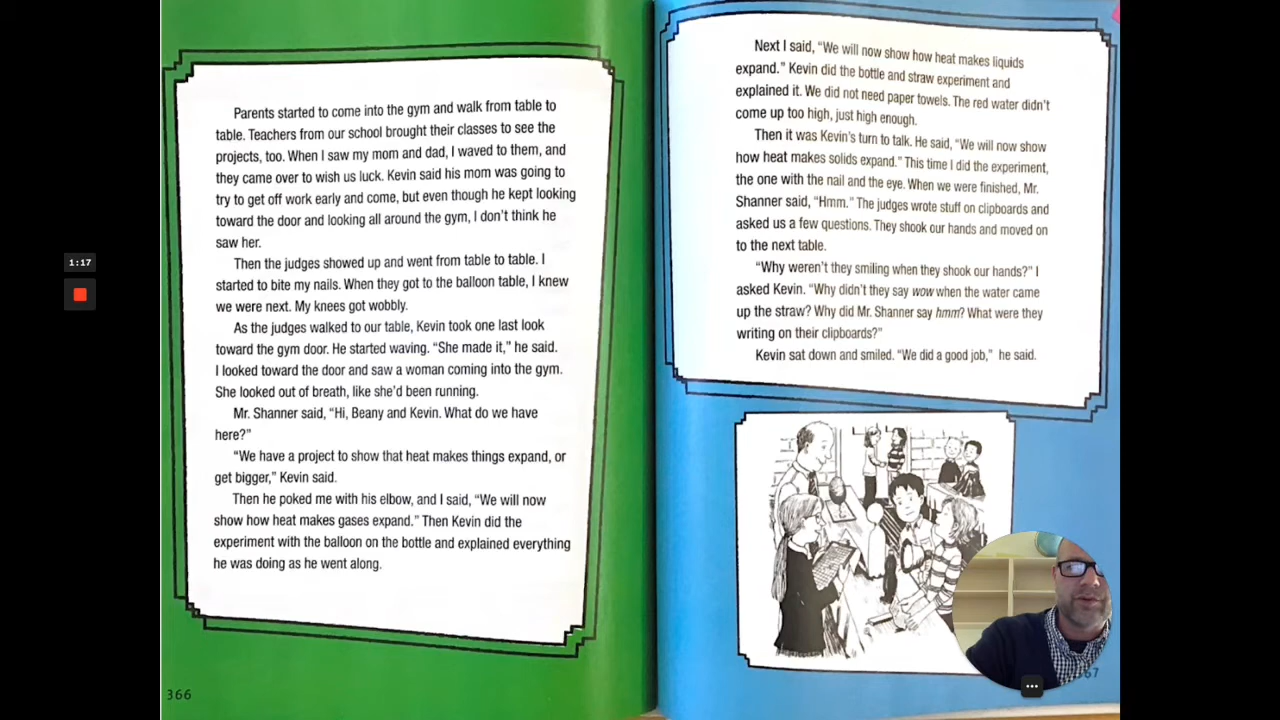 Parents started to come into the gym and walk from table to
table. Teachers from our school brought their classes to see the
projects, too. When I saw my mom and dad, I waved to them, and
they came over to wish us luck. Kevin said his mom was going to
try to get off work early and come, but even though he kept looking
toward the door and looking all around the gym, I don't think he
saw her.
Then the judges showed up and went from table to table. I
started to bite my nails. When they got to the balloon table, I knew
we were next. My knees got wobbly.
As the judges walked to our table, Kevin took one last look
toward the gym door. He started waving. “She made it,” he said.
I looked toward the door and saw a woman coming into the gym.
She looked out of breath, like she'd been running.
Mr. Shanner said, “Hi, Beany and Kevin. What do we have
here?”
“We have a project to show that heat makes things expand, or
get bigger,” Kevin said.
Then he poked me with his elbow, and I said, “We will now
show how heat makes gases expand.” Then Kevin did the
experiment with the balloon on the bottle and explained everything
he was doing as he went along.
366
Next I said, “We will now show how heat makes liquids
expand.” Kevin did the bottle and straw experiment and
explained it. We did not need paper towels. The red water didn't
come up too high, just high enough.
Then it was Kevin's turn to talk. He said, “We will now show
how heat makes solids expand.” This time I did the experiment,
the one with the nail and the eye. When we were finished, Mr.
Shanner said, “Hmm.” The judges wrote stuff on clipboards and
asked us a few questions. They shook our hands and moved on
to the next table.
“Why weren't they smiling when they shook our hands?” I
asked Kevin. “Why didn't they say wow when the water came
up the straw? Why did Mr. Shanner say hmm? What were they
writing on their clipboards?”
Kevin sat down and smiled. “We did a good job,” he said.
67
1:17